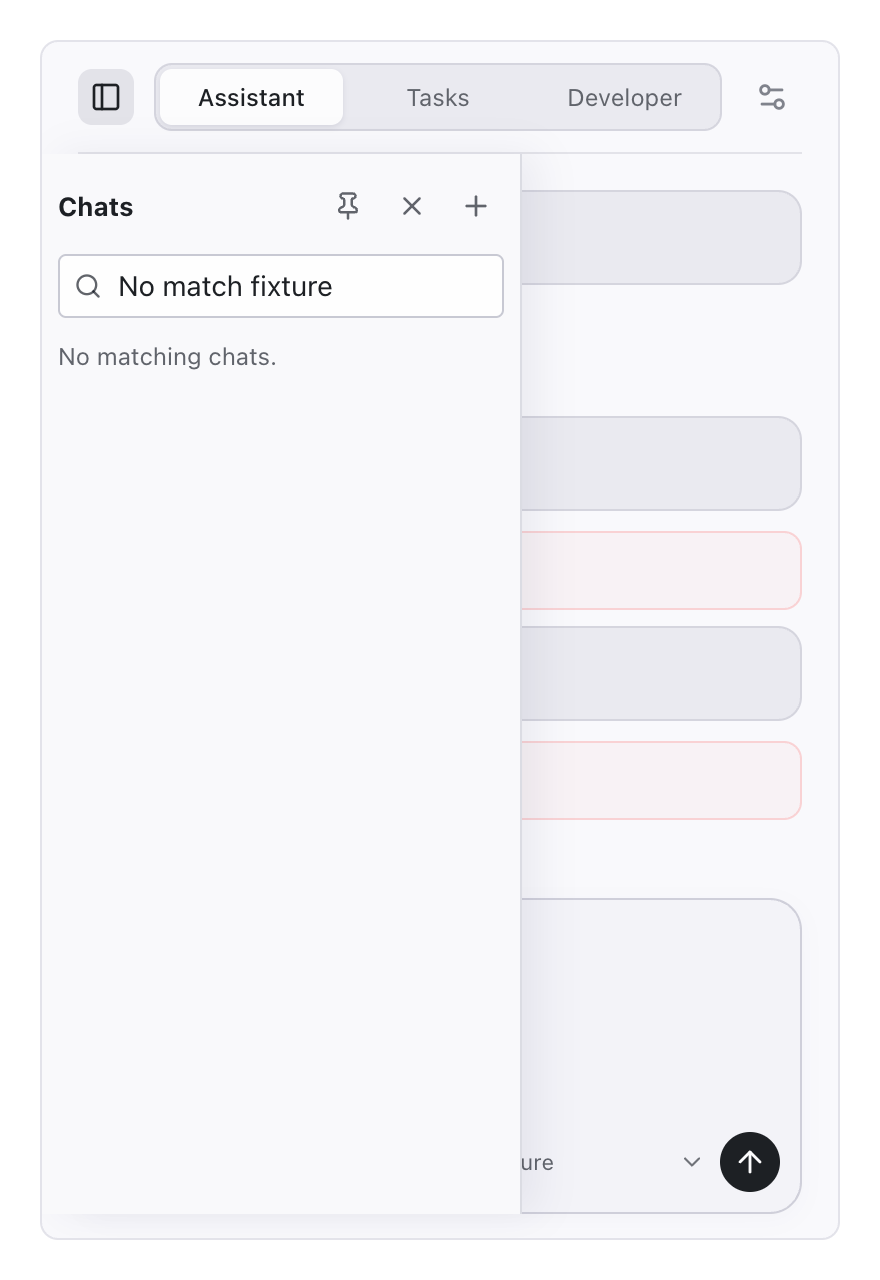 Assistant
Tasks
Developer
Chats
No match fixture
No matching chats.
ure